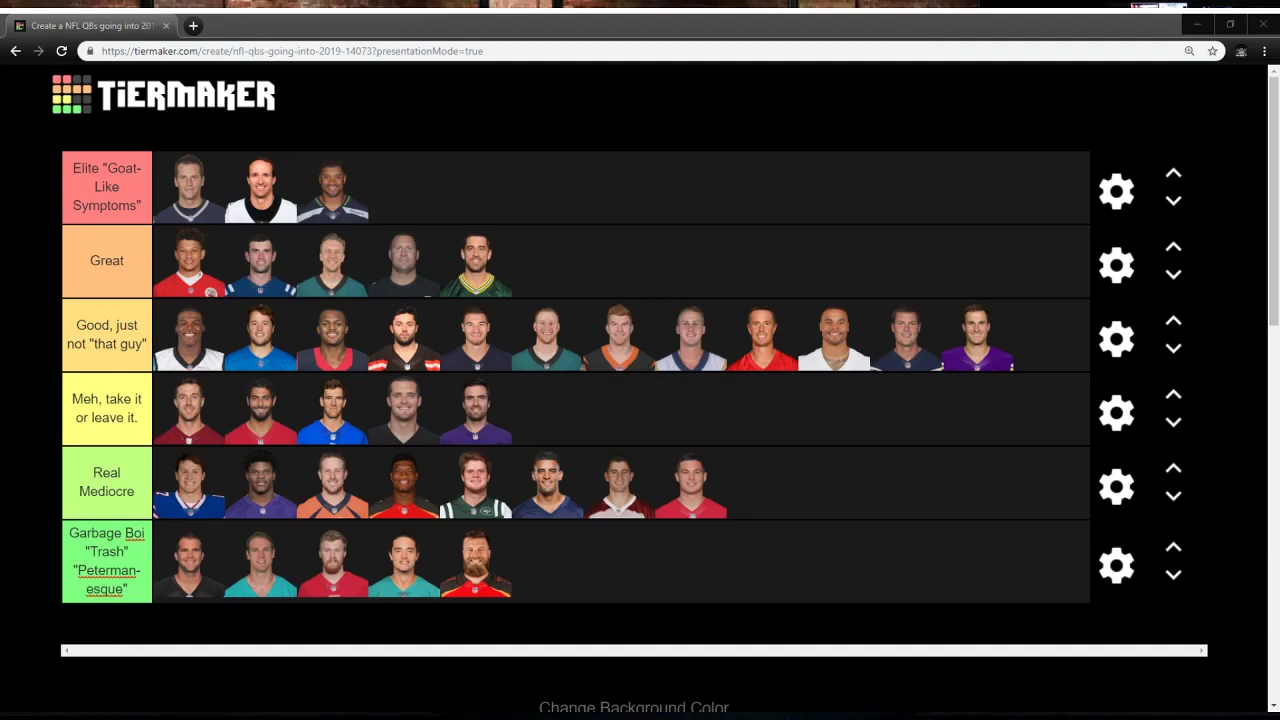 Create a NFL QBs going into 201
https://tiermaker.com/create/nfl-qbs-going-into-2019-14073?presentationMode=true
TiERMAKER
Elite "Goat-
Like
Symptoms"
Great
Good, just
not "that guy"
Meh, take it
or leave it.
Real
Mediocre
Garbage Boi
"Trash"
"Peterman-
esque"
Change Background Color